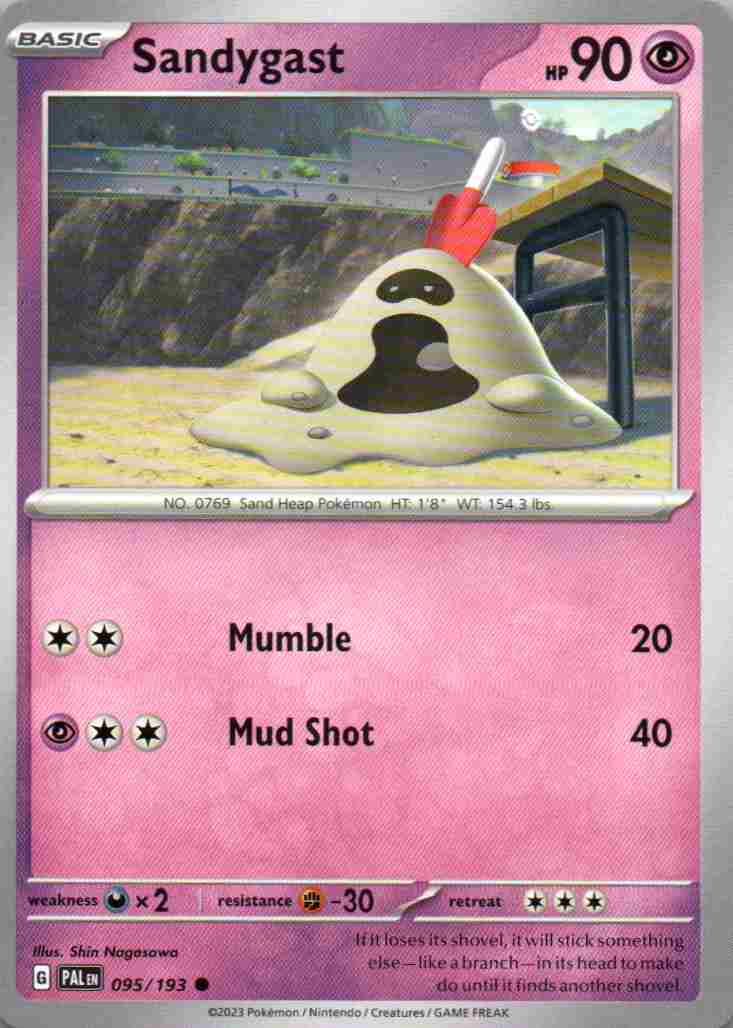 BASIC
Sandygast
HP 90
NO. 0769 Sand Heap Pokémon HT: 1'8" WT: 154.3 lbs.
Mumble 20
Mud Shot 40
weakness ×2 resistance -30 retreat
Illus. Shin Nagasawa
If it loses its shovel, it will stick something
else—like a branch—in its head to make
do until it finds another shovel.
G PAL EN 095/193
©2023 Pokémon / Nintendo / Creatures / GAME FREAK